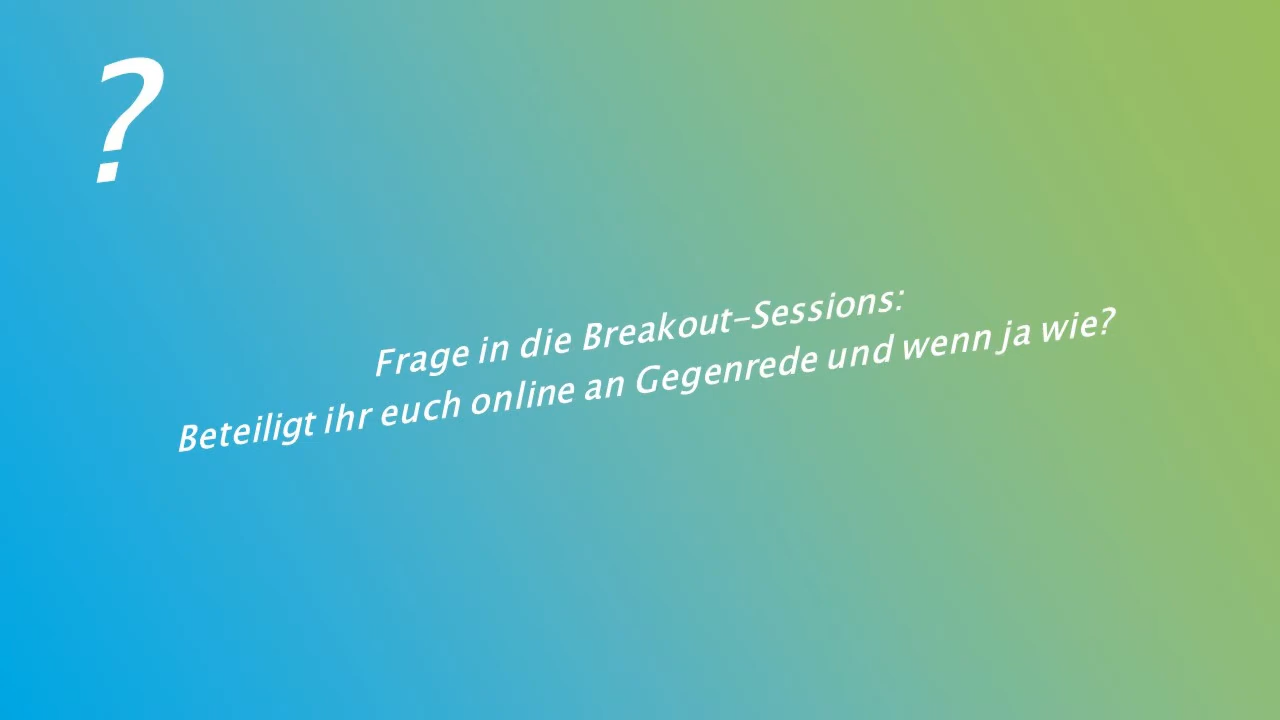 ?
Frage in die Breakout-Sessions:
Beteiligt ihr euch online an Gegenrede und wenn ja wie?